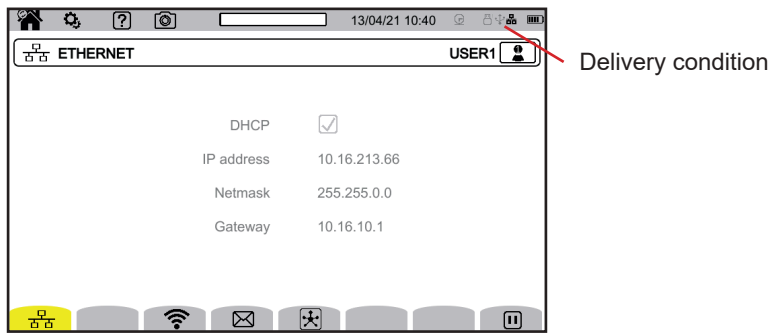 13/04/21 10:40
ETHERNET USER1
Delivery condition
DHCP
IP address 10.16.213.66
Netmask 255.255.0.0
Gateway 10.16.10.1